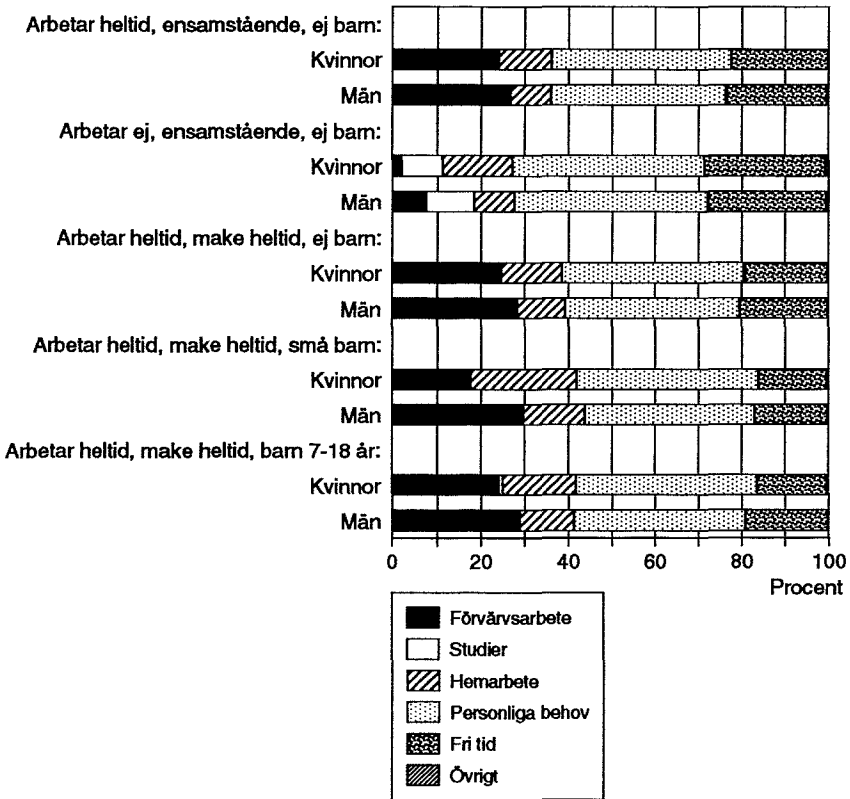 Arbetar heltid, ensamstående, ej barn:
Kvinnor
Män
Arbetar ej, ensamstående, ej barn:
Kvinnor
Män
Arbetar heltid, make heltid, ej barn:
Kvinnor
Män
Arbetar heltid, make heltid, små barn:
Kvinnor
Män
Arbetar heltid, make heltid, barn 7-18 år:
Kvinnor
Män
0 20 40 60 80 100
Procent
Förvärvsarbete
Studier
Hemarbete
Personliga behov
Fri tid
Övrigt